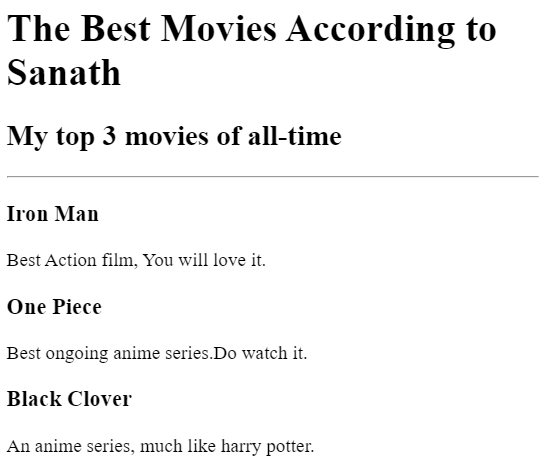 The Best Movies According to
Sanath
My top 3 movies of all-time
Iron Man
Best Action film, You will love it.
One Piece
Best ongoing anime series.Do watch it.
Black Clover
An anime series, much like harry potter.